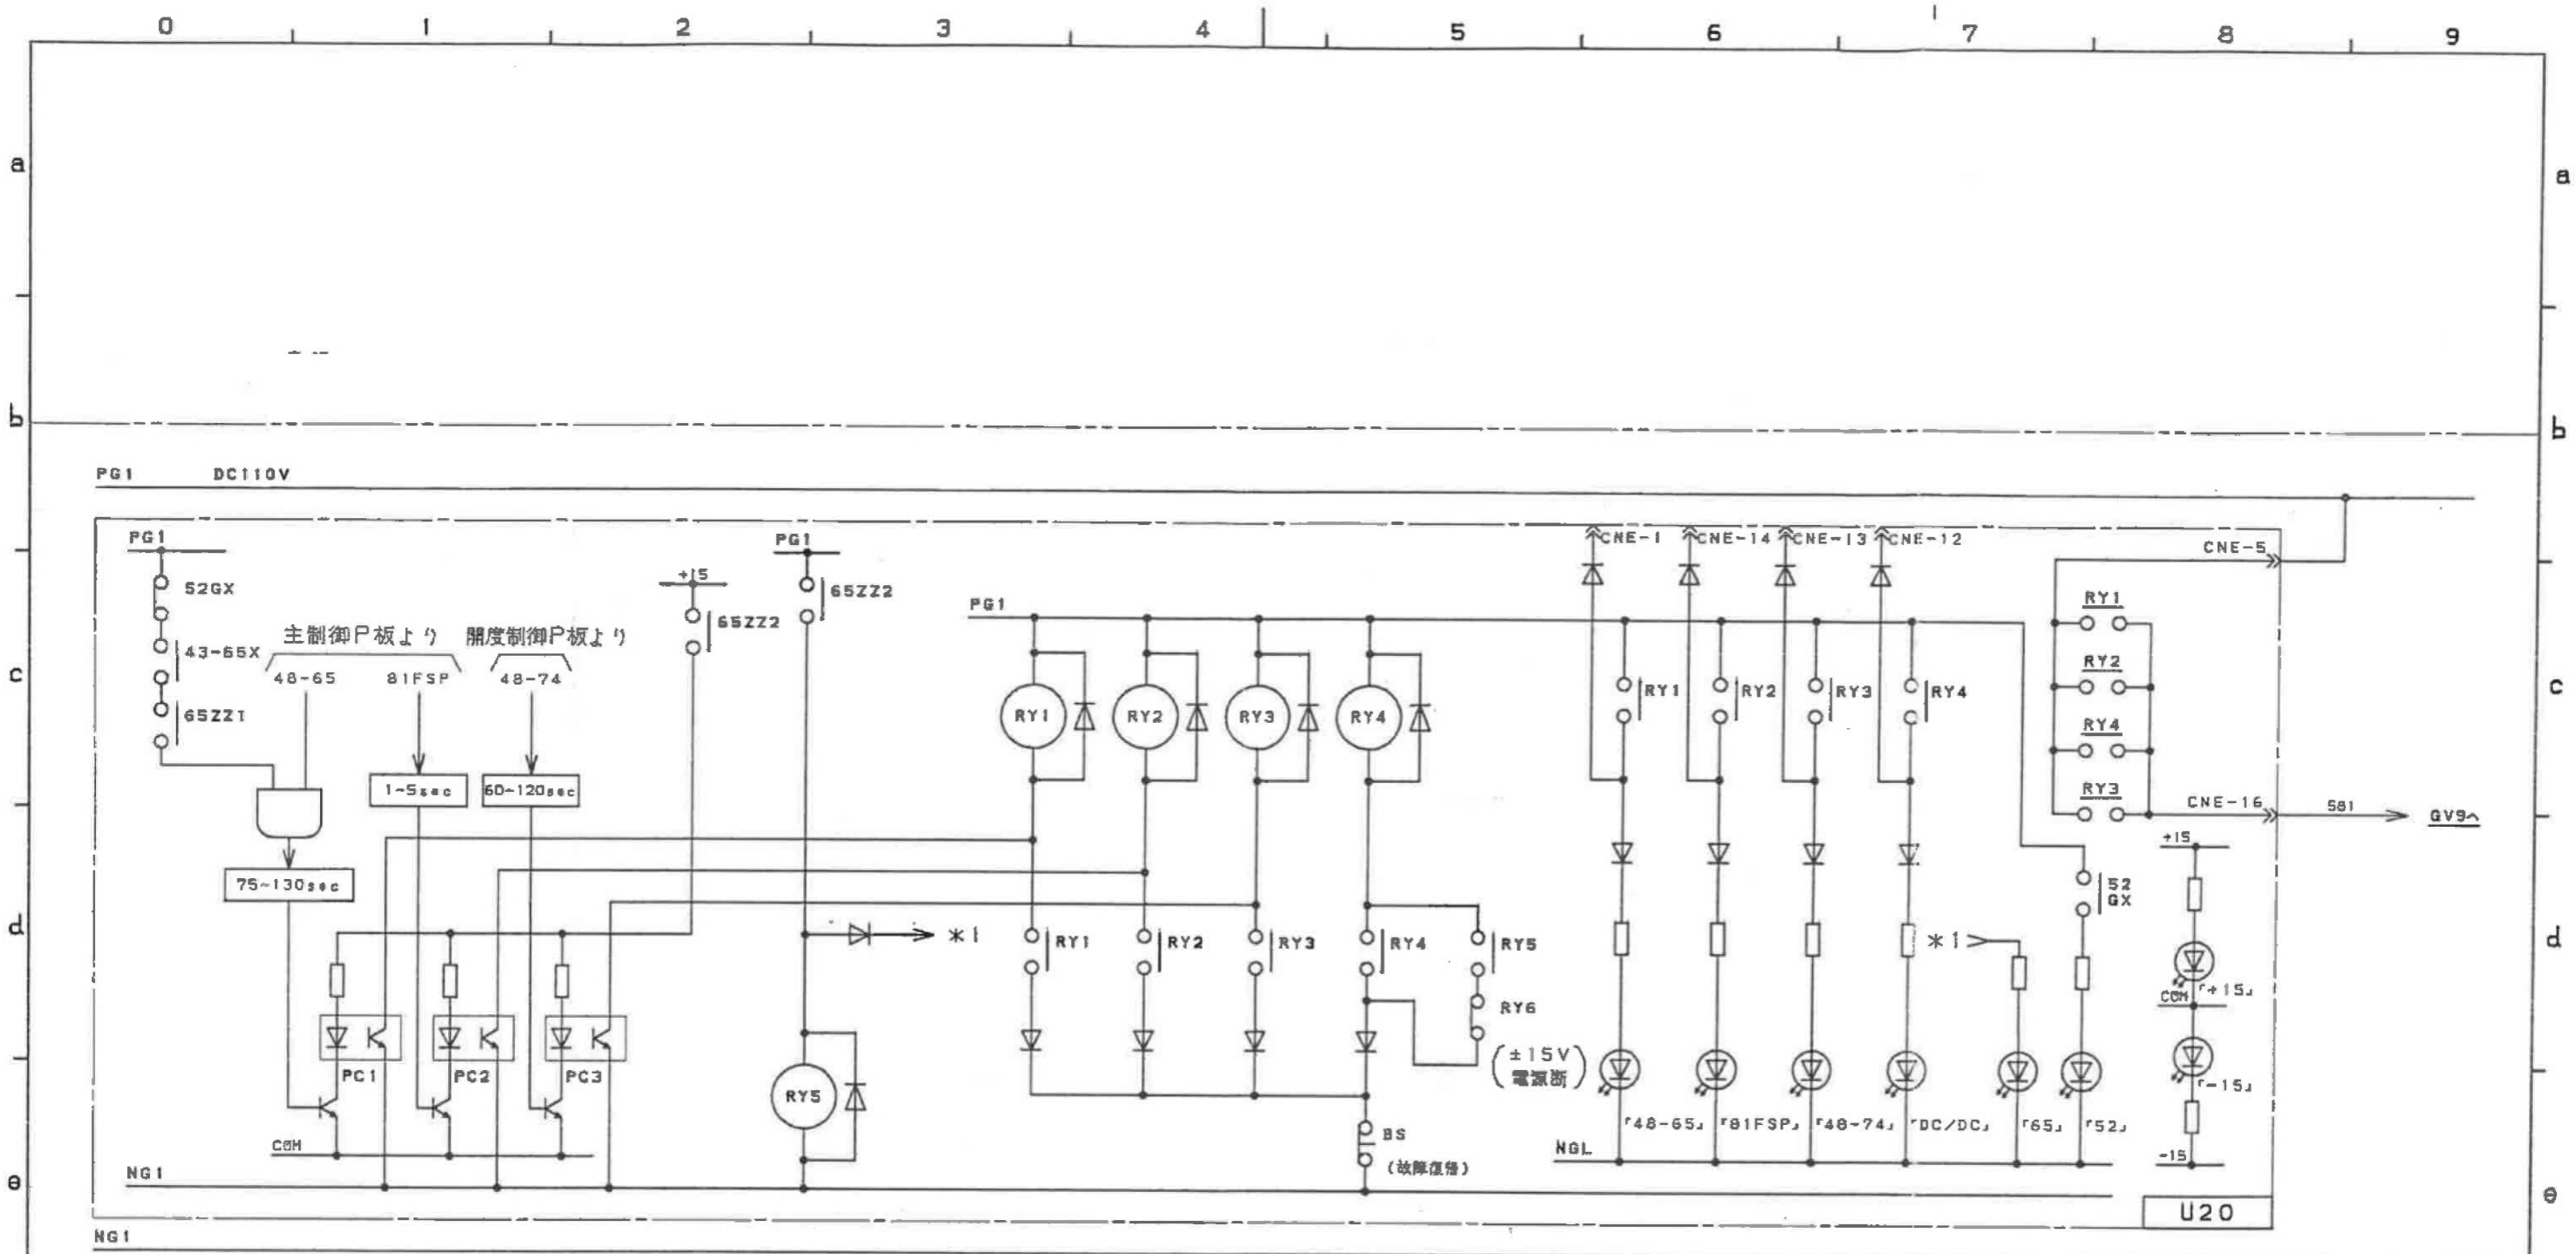 0 1 2 3 4 5 6 7 8 9
a a
b b
PG1 DC110V
PG1
52GX
43-65X
65ZZ1
主制御P板より
48-65 81FSP
開度制御P板より
48-74
1~5sec
60~120sec
75~130sec
+15
65ZZ2
PG1
65ZZ2
*1
RY5
PC1
PC2
PC3
COM
NG1
PG1
RY1
RY2
RY3
RY4
RY1
RY2
RY3
RY4
RY5
RY6
(±15V
電源断)
BS
(故障復帰)
CNE-1
CNE-14
CNE-13
CNE-12
RY1
RY2
RY3
RY4
*1
52
GX
「48-65」
「81FSP」
「48-74」
「DC/DC」
「65」
「52」
NGL
CNE-5
RY1
RY2
RY4
RY3
CNE-16
581
GV9へ
+15
「+15」
COM
「-15」
-15
U20
c c
d d
e e
NG1